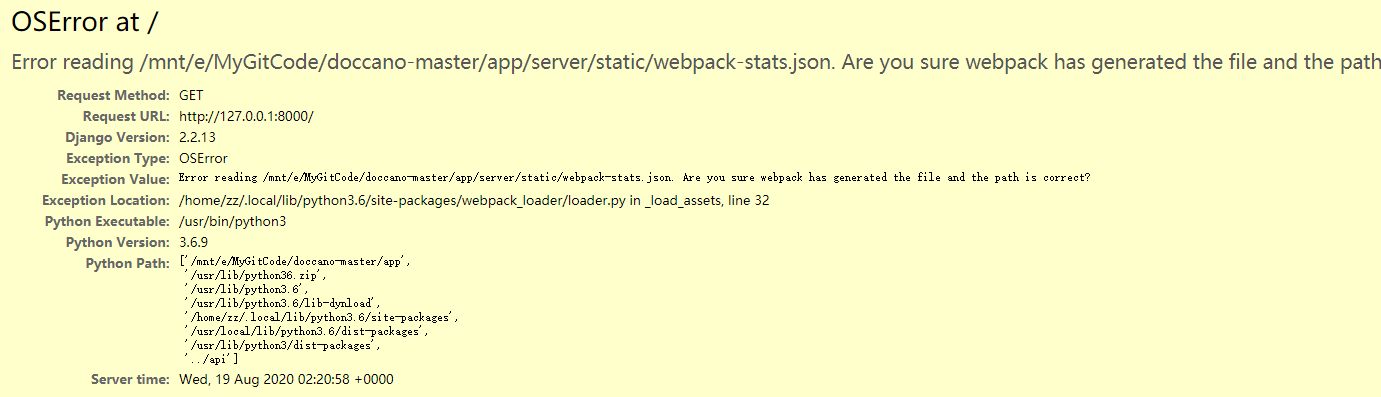 OSError at /
Error reading /mnt/e/MyGitCode/doccano-master/app/server/static/webpack-stats.json. Are you sure webpack has generated the file and the path
Request Method: GET
Request URL: http://127.0.0.1:8000/
Django Version: 2.2.13
Exception Type: OSError
Exception Value: Error reading /mnt/e/MyGitCode/doccano-master/app/server/static/webpack-stats.json. Are you sure webpack has generated the file and the path is correct?
Exception Location: /home/zz/.local/lib/python3.6/site-packages/webpack_loader/loader.py in _load_assets, line 32
Python Executable: /usr/bin/python3
Python Version: 3.6.9
Python Path: ['/mnt/e/MyGitCode/doccano-master/app',
'/usr/lib/python36.zip',
'/usr/lib/python3.6',
'/usr/lib/python3.6/lib-dynload',
'/home/zz/.local/lib/python3.6/site-packages',
'/usr/local/lib/python3.6/dist-packages',
'/usr/lib/python3/dist-packages',
'../api']
Server time: Wed, 19 Aug 2020 02:20:58 +0000